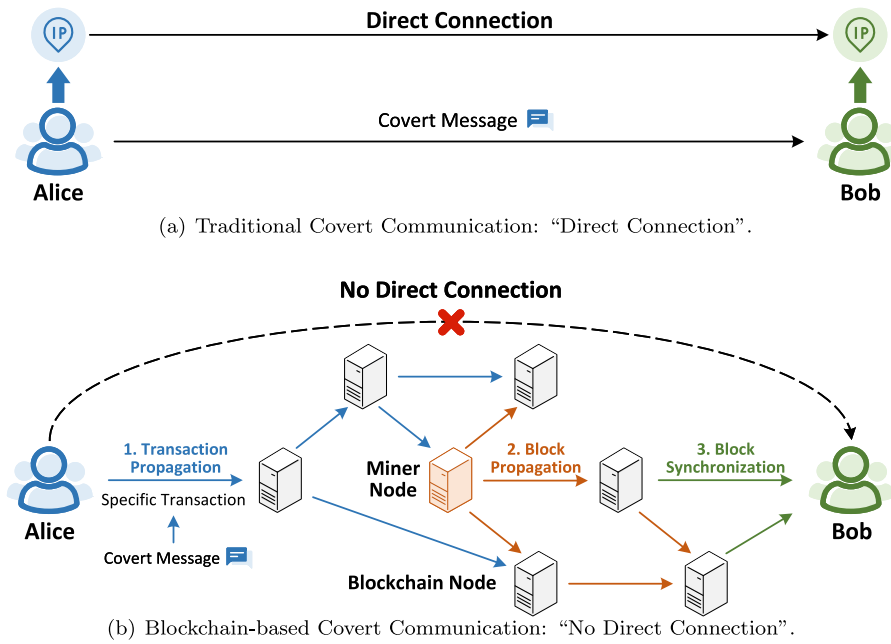 IP
Direct Connection
IP
Covert Message
Alice
Bob
(a) Traditional Covert Communication: “Direct Connection”.
No Direct Connection
1. Transaction
Propagation
Specific Transaction
Covert Message
Alice
Miner
Node
2. Block
Propagation
3. Block
Synchronization
Bob
Blockchain Node
(b) Blockchain-based Covert Communication: “No Direct Connection”.